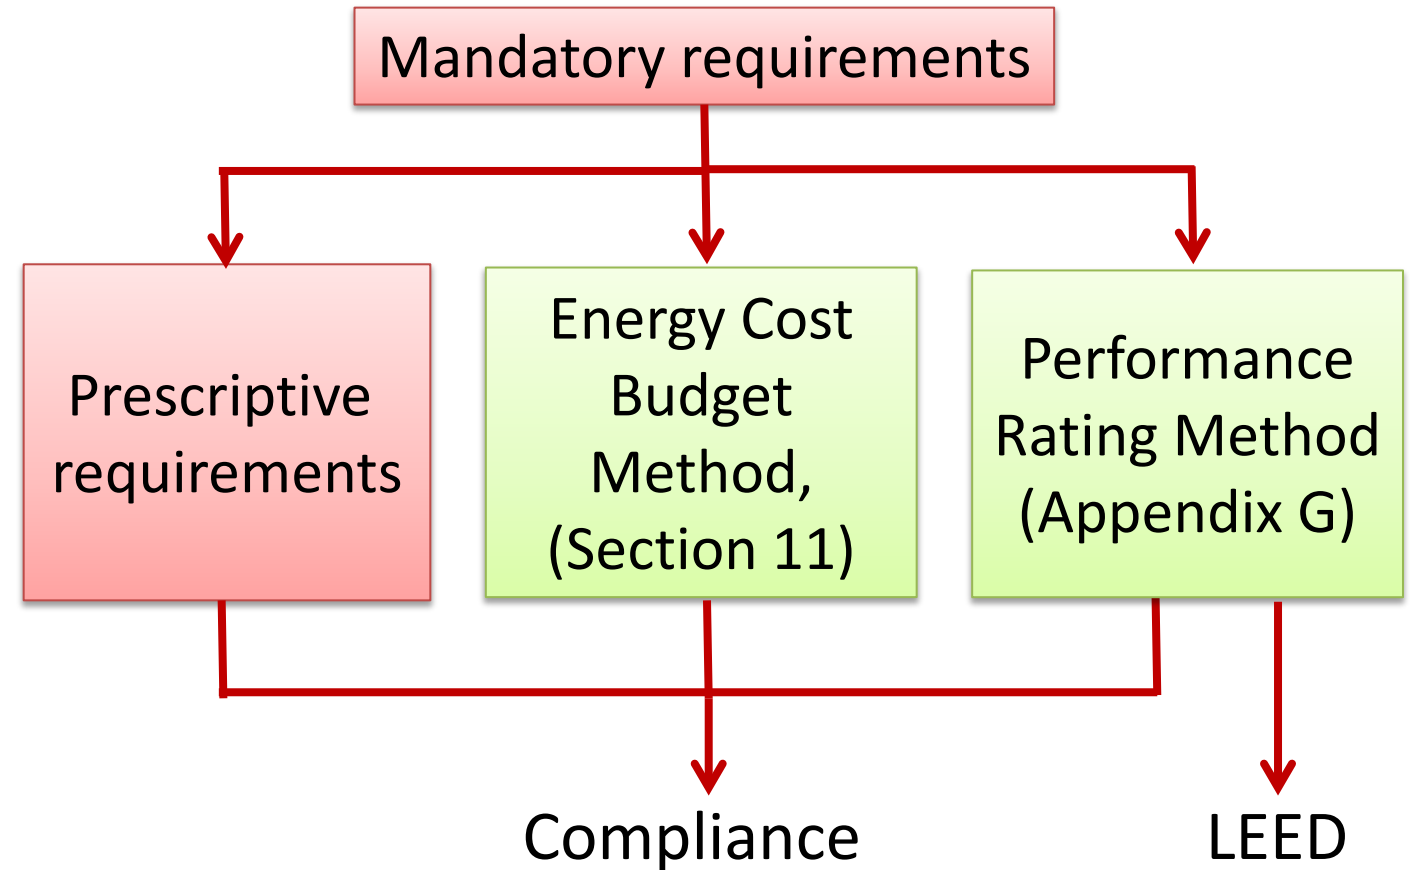 Mandatory requirements
Prescriptive
requirements
Energy Cost
Budget
Method,
(Section 11)
Performance
Rating Method
(Appendix G)
Compliance
LEED